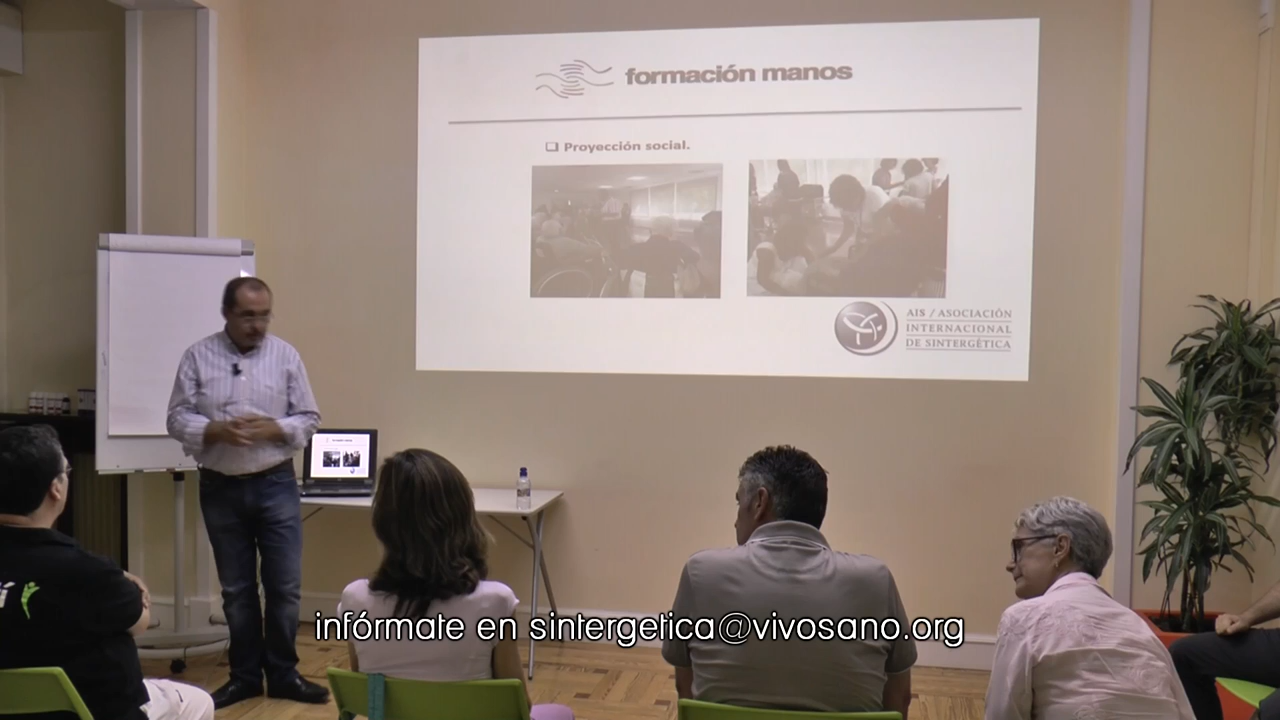 formación manos
❑ Proyección social.
AIS / ASOCIACIÓN
INTERNACIONAL
DE SINTERGÉTICA
infórmate en sintergetica@vivosano.org